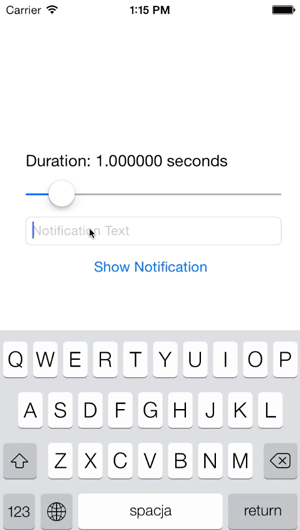 Carrier 1:15 PM
Duration: 1.000000 seconds
Notification Text
Show Notification
Q W E R T Y U I O P
A S D F G H J K L
Z X C V B N M
123 spacja return